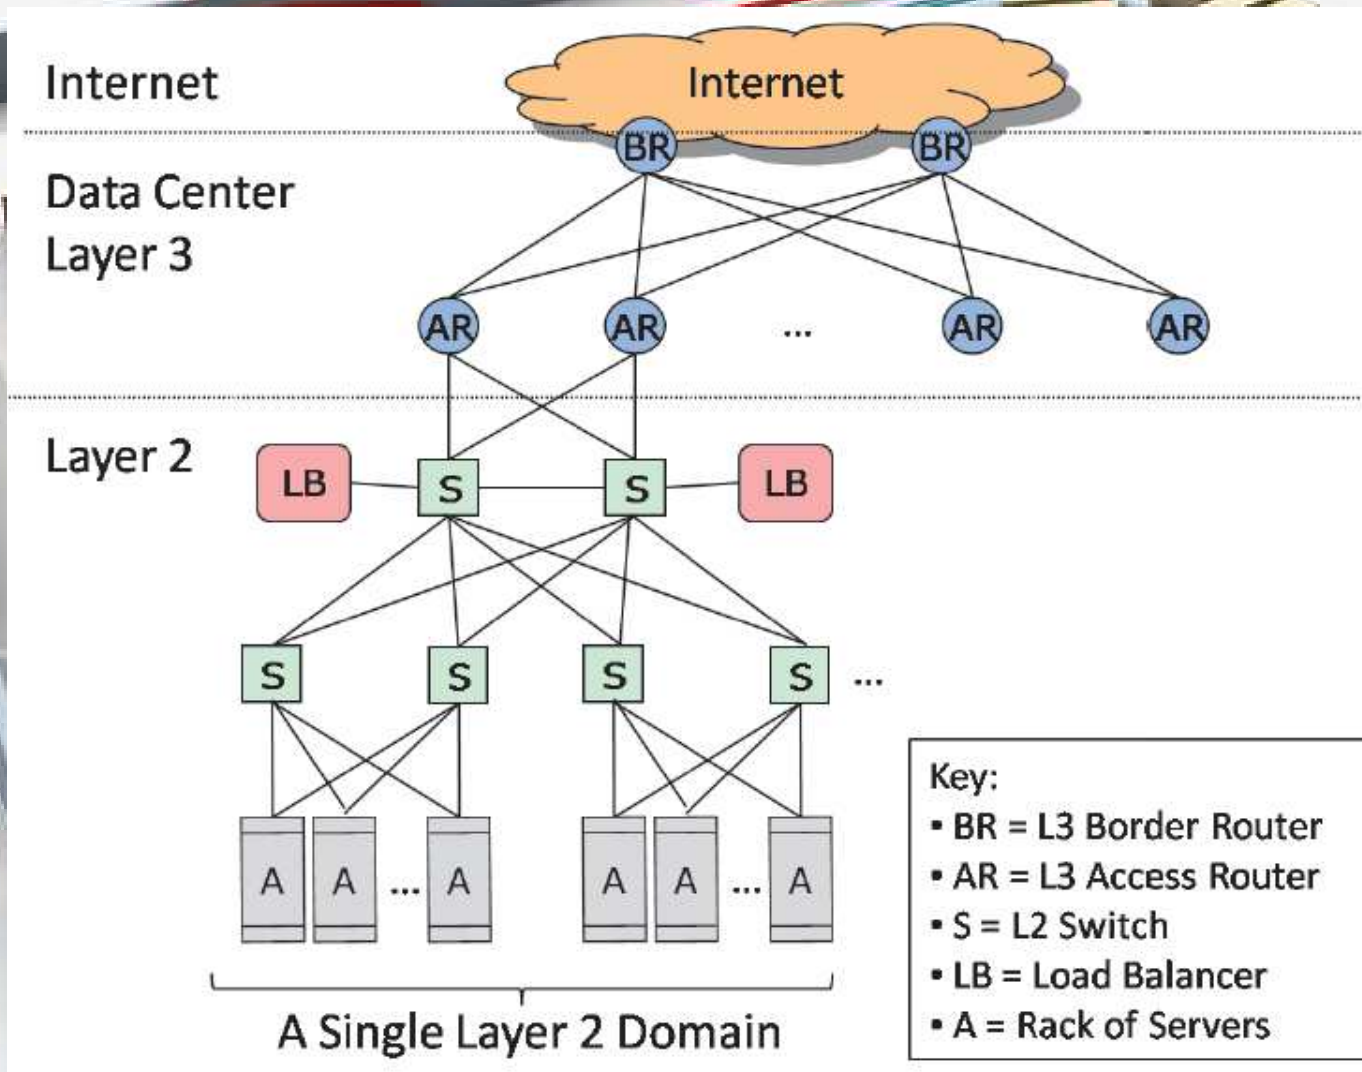 Internet
Internet
BR BR
Data Center
Layer 3
AR AR ... AR AR
Layer 2
LB S S LB
S S S S ...
A A ... A A A ... A
A Single Layer 2 Domain
Key:
• BR = L3 Border Router
• AR = L3 Access Router
• S = L2 Switch
• LB = Load Balancer
• A = Rack of Servers